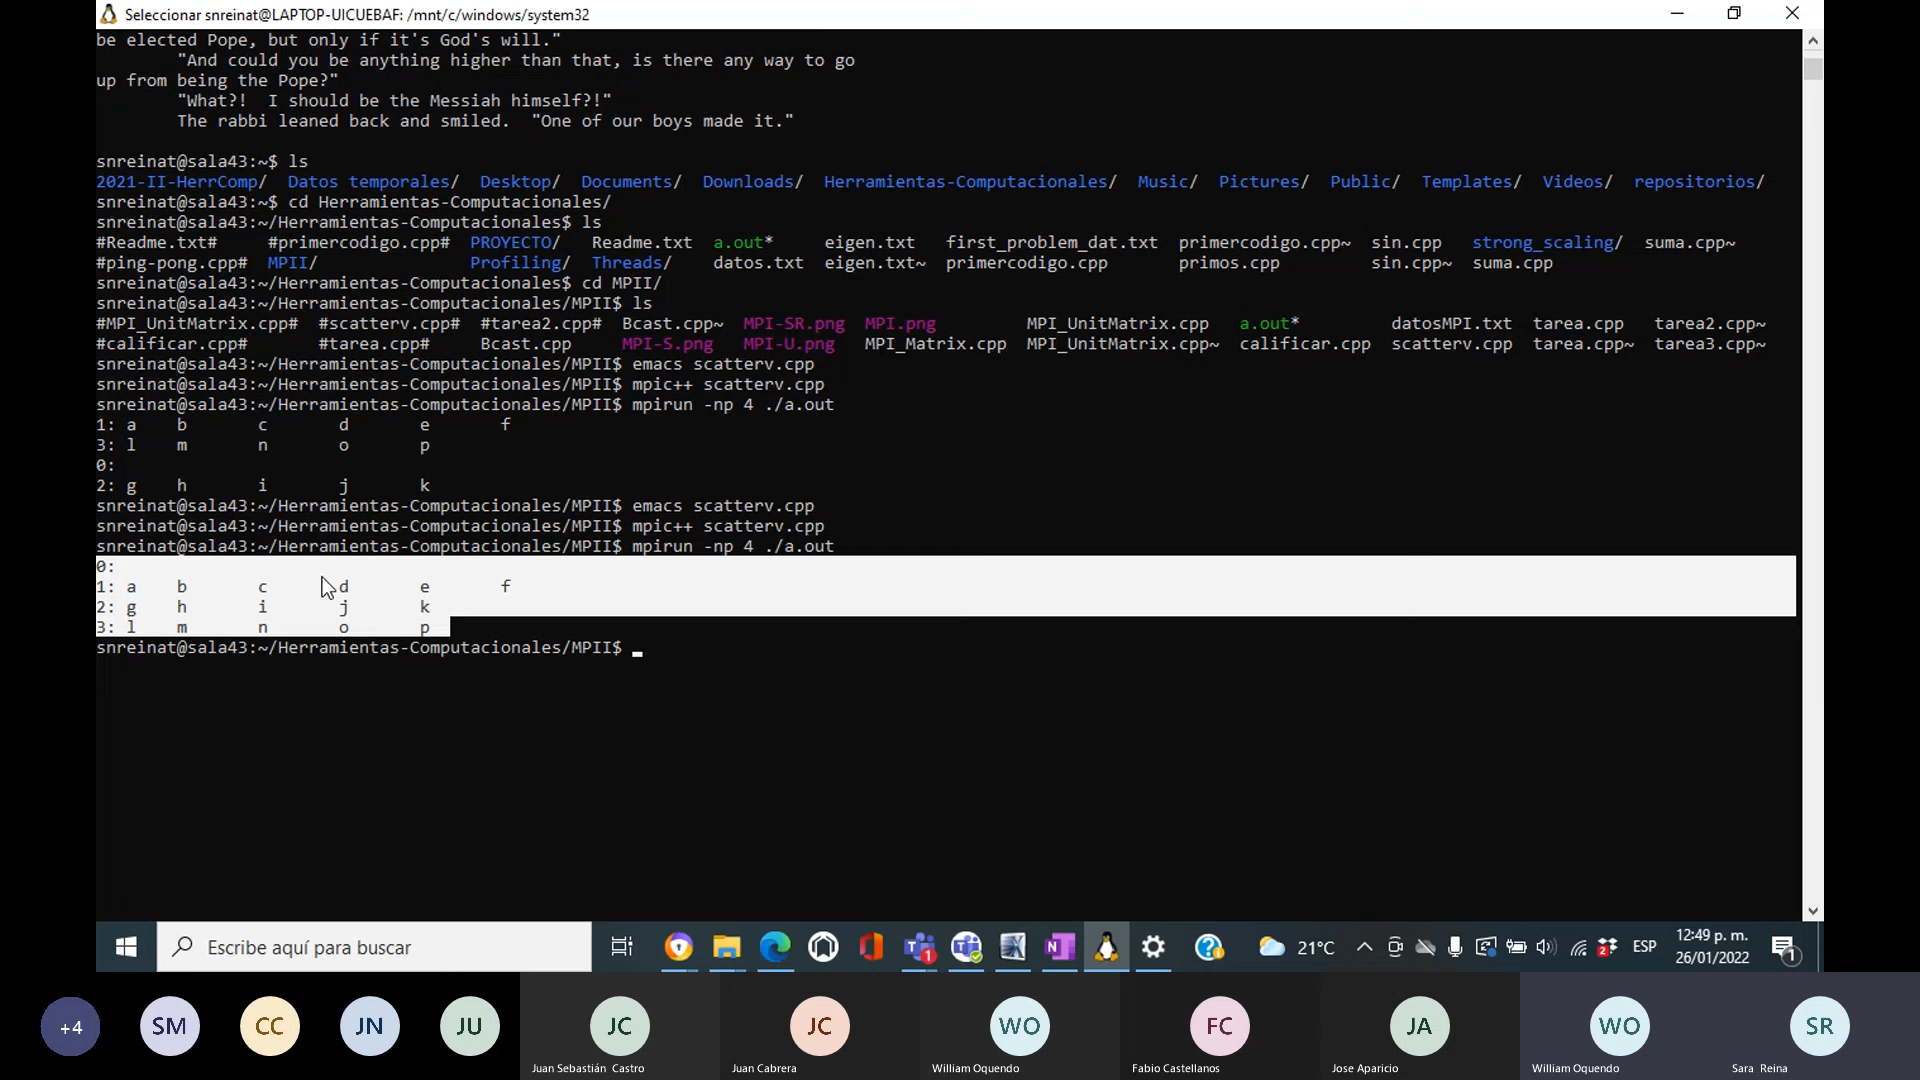 Seleccionar snreinat@LAPTOP-UICUEBAF: /mnt/c/windows/system32
be elected Pope, but only if it's God's will."
"And could you be anything higher than that, is there any way to go
up from being the Pope?"
"What?!  I should be the Messiah himself?!"
The rabbi leaned back and smiled.  "One of our boys made it."
snreinat@sala43:~$ ls
2021-II-HerrComp/  Datos temporales/  Desktop/  Documents/  Downloads/  Herramientas-Computacionales/  Music/  Pictures/  Public/  Templates/  Videos/  repositorios/
snreinat@sala43:~$ cd Herramientas-Computacionales/
snreinat@sala43:~/Herramientas-Computacionales$ ls
#Readme.txt#  #primercodigo.cpp#  PROYECTO/  Readme.txt  a.out*  eigen.txt  first_problem_dat.txt  primercodigo.cpp~  sin.cpp  strong_scaling/  suma.cpp~
#ping-pong.cpp#  MPII/  Profiling/  Threads/  datos.txt  eigen.txt~  primercodigo.cpp  primos.cpp  sin.cpp~  suma.cpp
snreinat@sala43:~/Herramientas-Computacionales$ cd MPII/
snreinat@sala43:~/Herramientas-Computacionales/MPII$ ls
#MPI_UnitMatrix.cpp#  #scatterv.cpp#  #tarea2.cpp#  Bcast.cpp~  MPI-SR.png  MPI.png  MPI_UnitMatrix.cpp  a.out*  datosMPI.txt  tarea.cpp  tarea2.cpp~
#calificar.cpp#  #tarea.cpp#  Bcast.cpp  MPI-S.png  MPI-U.png  MPI_Matrix.cpp  MPI_UnitMatrix.cpp~  calificar.cpp  scatterv.cpp  tarea.cpp~  tarea3.cpp~
snreinat@sala43:~/Herramientas-Computacionales/MPII$ emacs scatterv.cpp
snreinat@sala43:~/Herramientas-Computacionales/MPII$ mpic++ scatterv.cpp
snreinat@sala43:~/Herramientas-Computacionales/MPII$ mpirun -np 4 ./a.out
1: a b c d e f
3: l m n o p
0:
2: g h i j k
snreinat@sala43:~/Herramientas-Computacionales/MPII$ emacs scatterv.cpp
snreinat@sala43:~/Herramientas-Computacionales/MPII$ mpic++ scatterv.cpp
snreinat@sala43:~/Herramientas-Computacionales/MPII$ mpirun -np 4 ./a.out
0:
1: a b c d e f
2: g h i j k
3: l m n o p
snreinat@sala43:~/Herramientas-Computacionales/MPII$ _
Escribe aquí para buscar
1
21°C
2
ESP
12:49 p. m.
26/01/2022
1
+4 SM CC JN JU JC JC WO FC JA WO SR
Juan Sebastián Castro
Juan Cabrera
William Oquendo
Fabio Castellanos
Jose Aparicio
William Oquendo
Sara Reina